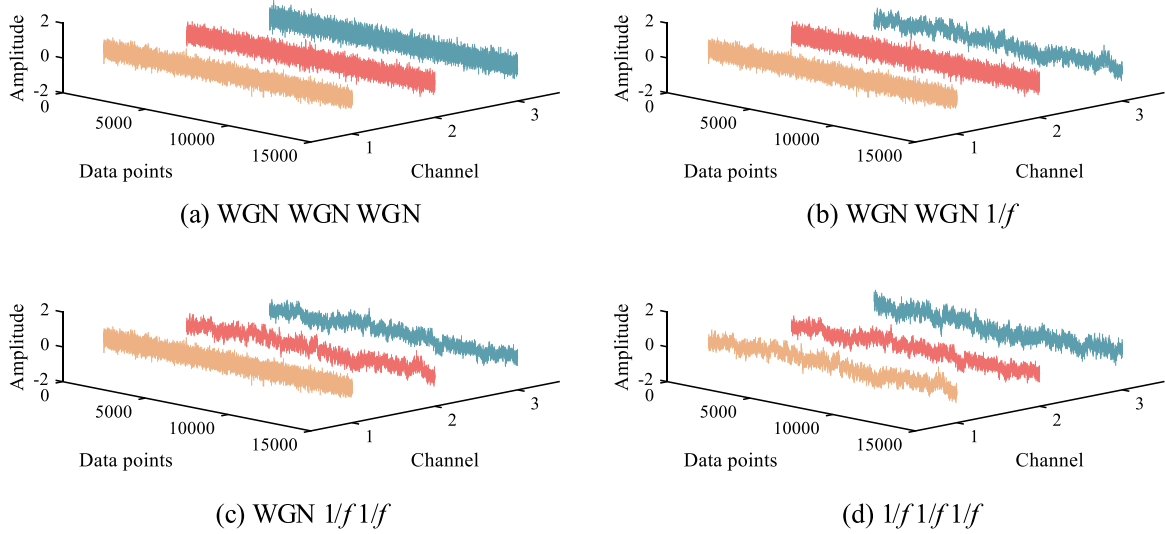 Amplitude
2
0
-2
0
5000
10000
15000
Data points
1
2
3
Channel
(a) WGN WGN WGN
Amplitude
2
0
-2
0
5000
10000
15000
Data points
1
2
3
Channel
(b) WGN WGN 1/f
Amplitude
2
0
-2
0
5000
10000
15000
Data points
1
2
3
Channel
(c) WGN 1/f 1/f
Amplitude
2
0
-2
0
5000
10000
15000
Data points
1
2
3
Channel
(d) 1/f 1/f 1/f